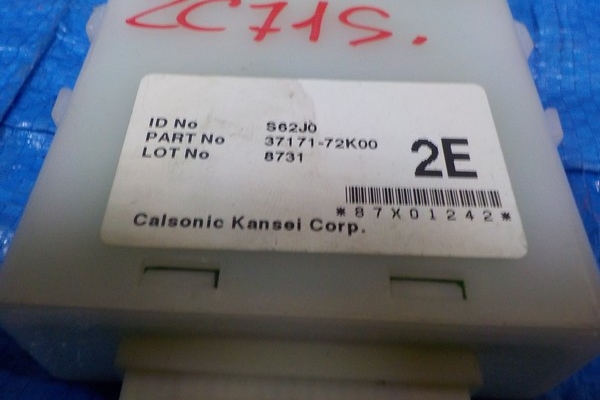 ZC71S.
ID No S62J0
PART No 37171-72K00
LOT No 8731
2E
*87X01242*
Calsonic Kansei Corp.